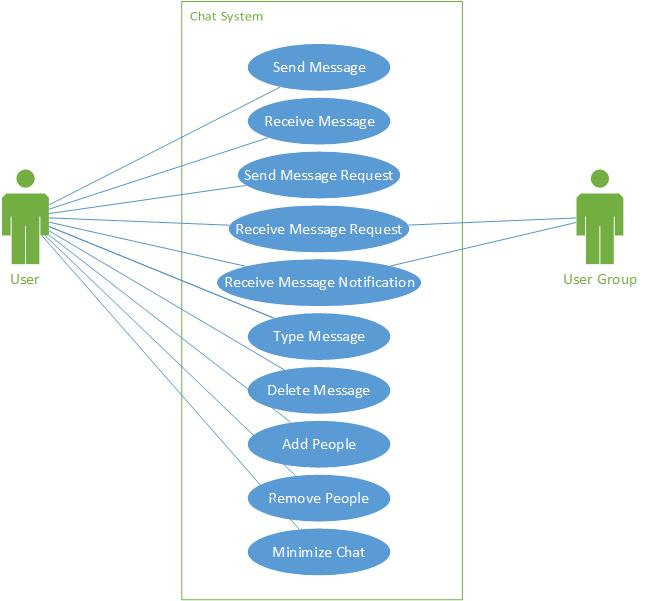 Chat System
Send Message
Receive Message
Send Message Request
Receive Message Request
Receive Message Notification
User
User Group
Type Message
Delete Message
Add People
Remove People
Minimize Chat